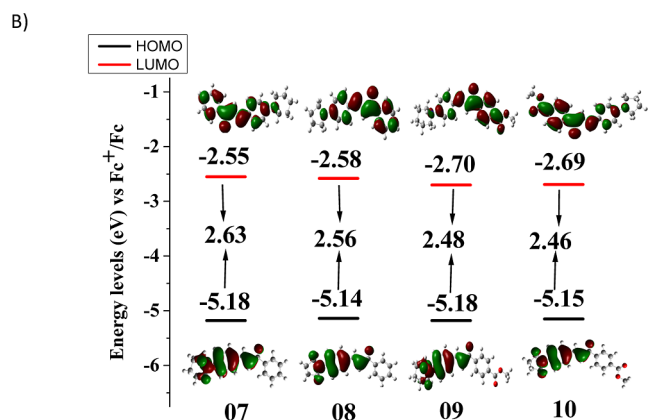 B)
HOMO
LUMO
Energy levels (eV) vs Fc⁺/Fc
-1
-2
-3
-4
-5
-6
-2.55 -2.58 -2.70 -2.69
2.63 2.56 2.48 2.46
-5.18 -5.14 -5.18 -5.15
07 08 09 10